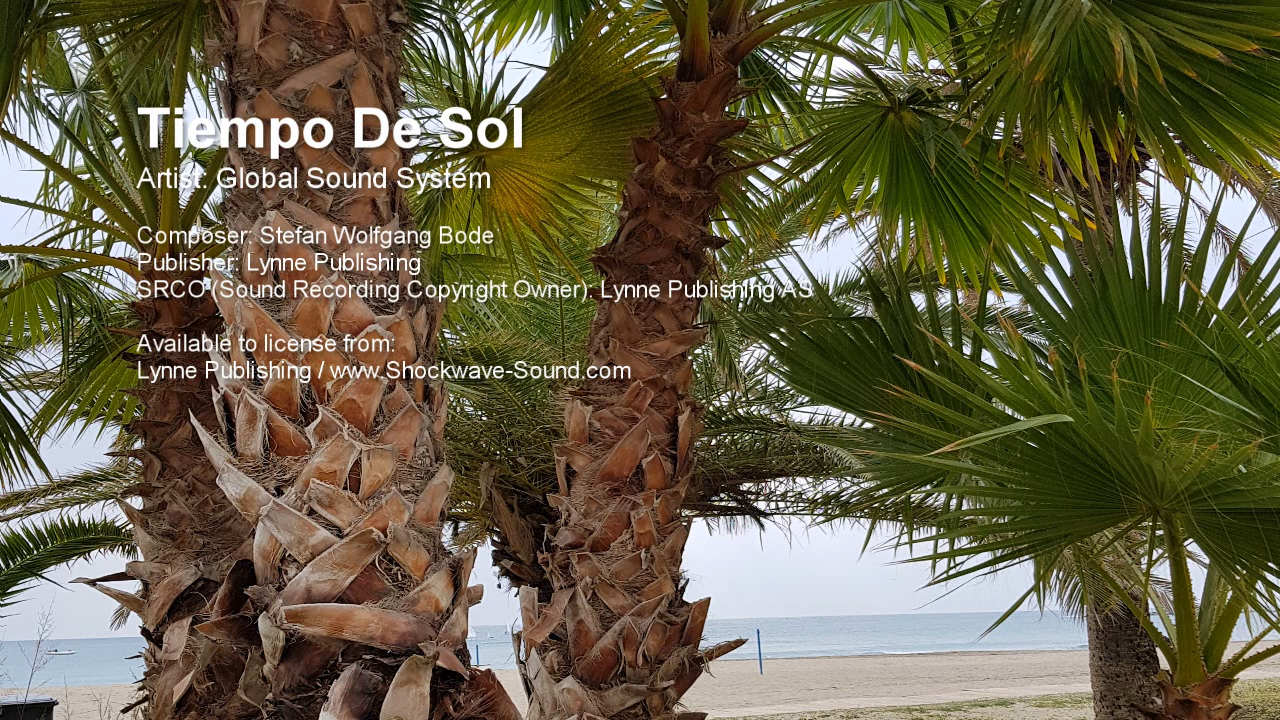 Tiempo De Sol
Artist: Global Sound System
Composer: Stefan Wolfgang Bode
Publisher: Lynne Publishing
SRCO (Sound Recording Copyright Owner): Lynne Publishing AS
Available to license from:
Lynne Publishing / www.Shockwave-Sound.com